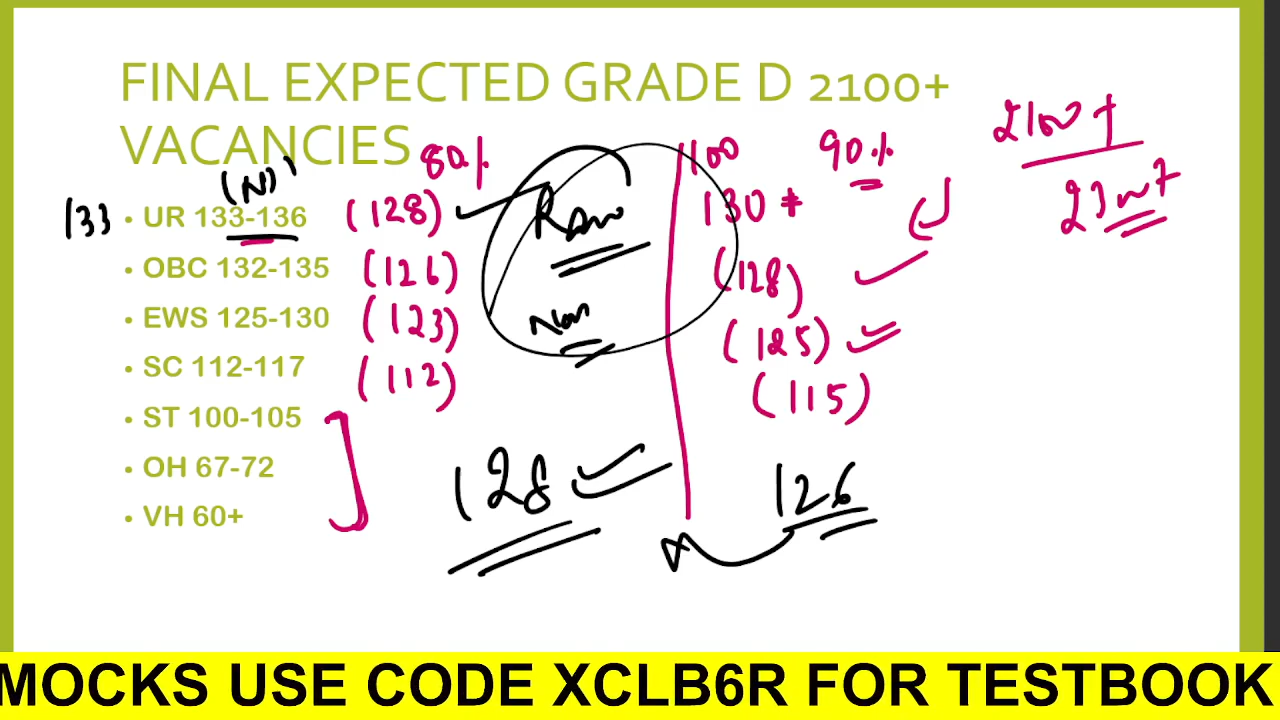 FINAL EXPECTED GRADE D 2100+
VACANCIES
80%
100
90%
2100+
2300+
(N)
133 • UR 133-136 (128) Raw 130+
• OBC 132-135 (126) (128)
• EWS 125-130 (123) Non (125)
• SC 112-117 (112) (115)
• ST 100-105
• OH 67-72 128 126
• VH 60+
MOCKS USE CODE XCLB6R FOR TESTBOOK